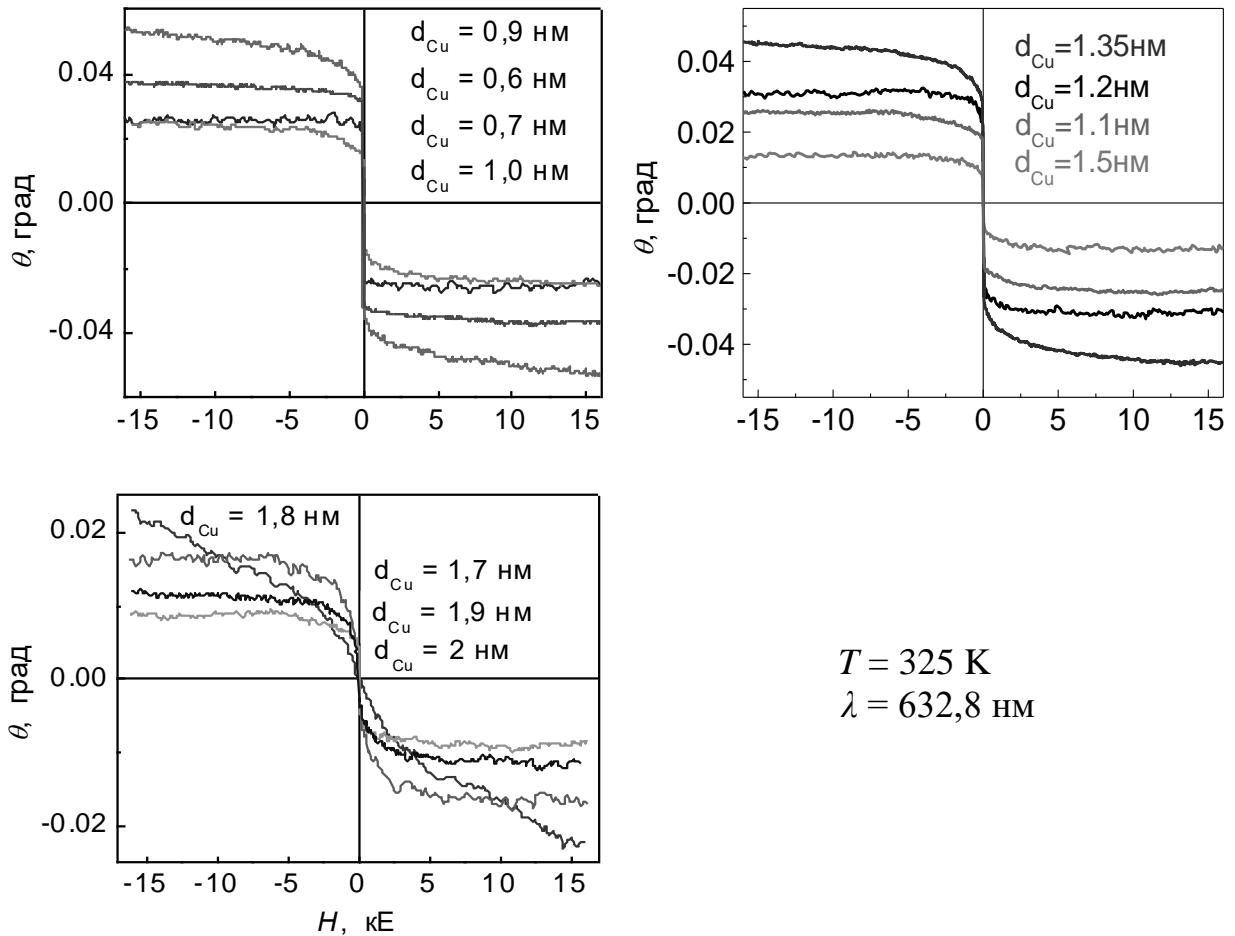 d_Cu = 0,9 нм
d_Cu = 0,6 нм
d_Cu = 0,7 нм
d_Cu = 1,0 нм
0.04
0.00
-0.04
θ, град
-15 -10 -5 0 5 10 15
d_Cu=1.35нм
d_Cu=1.2нм
d_Cu=1.1нм
d_Cu=1.5нм
0.04
0.02
0.00
-0.02
-0.04
θ, град
-15 -10 -5 0 5 10 15
d_Cu = 1,8 нм
d_Cu = 1,7 нм
d_Cu = 1,9 нм
d_Cu = 2 нм
0.02
0.00
-0.02
θ, град
-15 -10 -5 0 5 10 15
H, кЕ
T = 325 K
λ = 632,8 нм